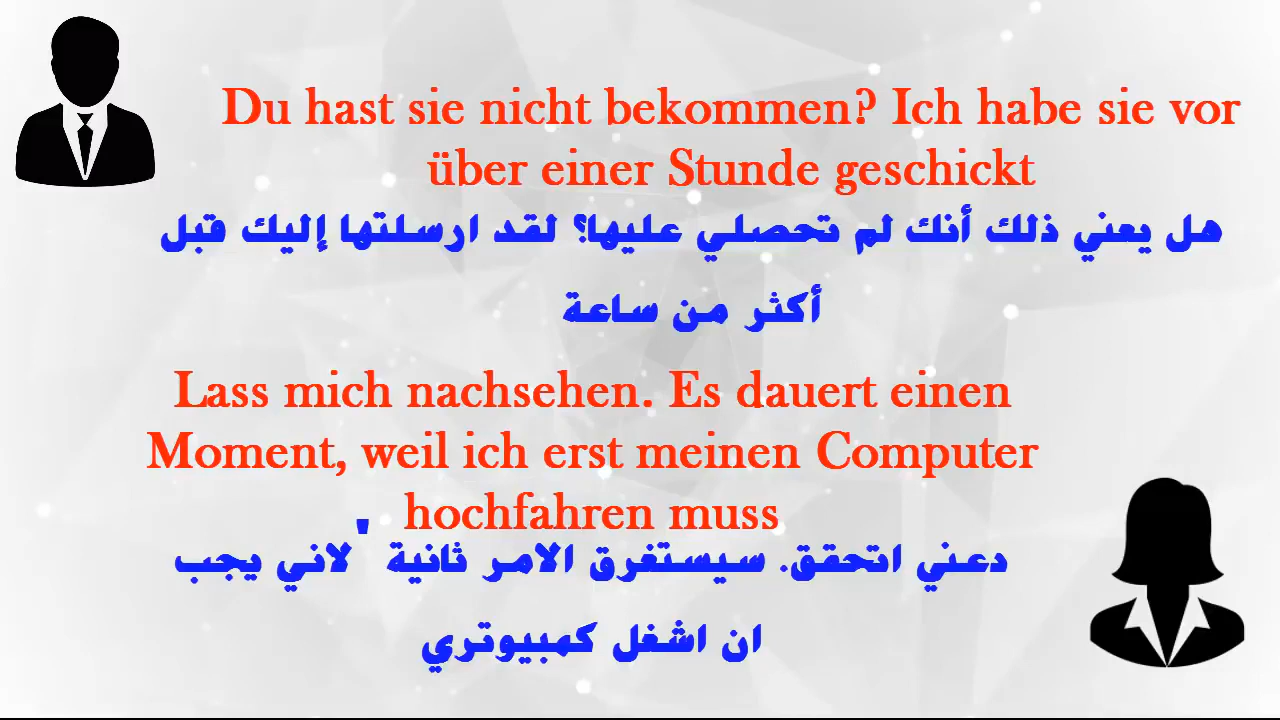 Du hast sie nicht bekommen? Ich habe sie vor
über einer Stunde geschickt
هل يعني ذلك أنك لم تحصلي عليها؟ لقد ارسلتها إليك قبل
أكثر من ساعة
Lass mich nachsehen. Es dauert einen
Moment, weil ich erst meinen Computer
hochfahren muss
دعني اتحقق. سيستغرق الامر ثانية 'لاني يجب
ان اشغل كمبيوتري